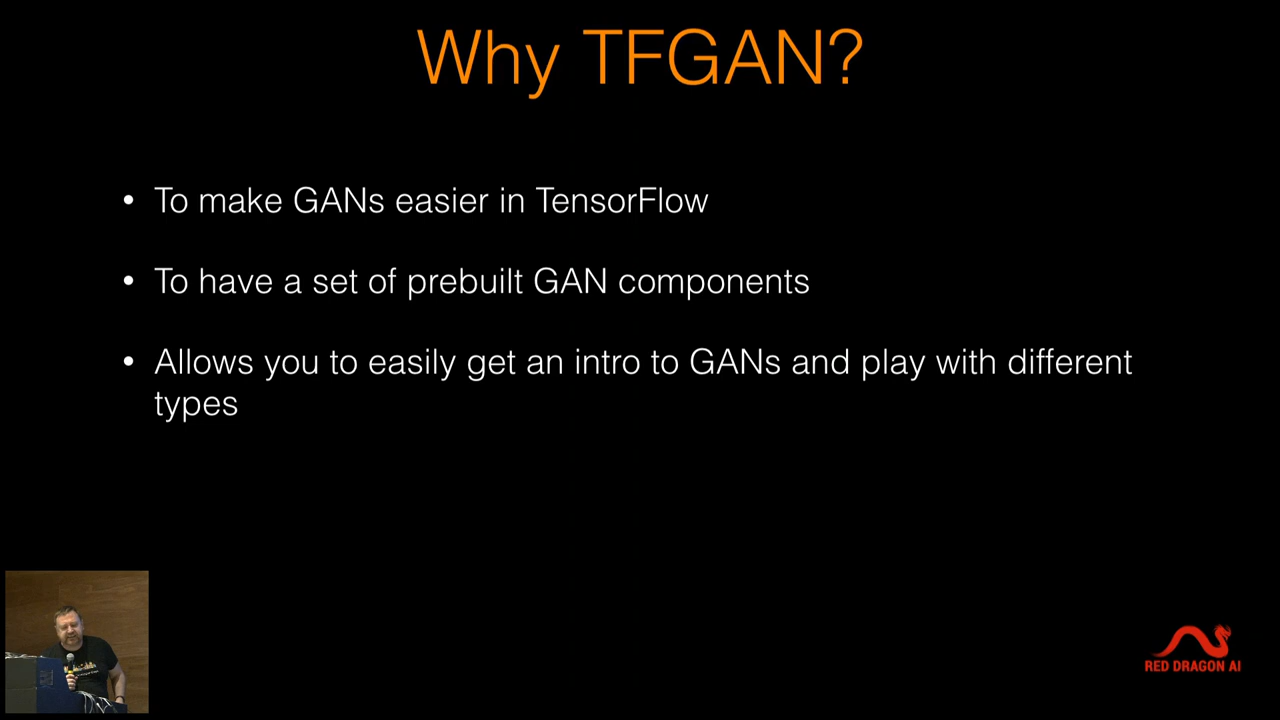 Why TFGAN?
• To make GANs easier in TensorFlow
• To have a set of prebuilt GAN components
• Allows you to easily get an intro to GANs and play with different
types
RED DRAGON AI